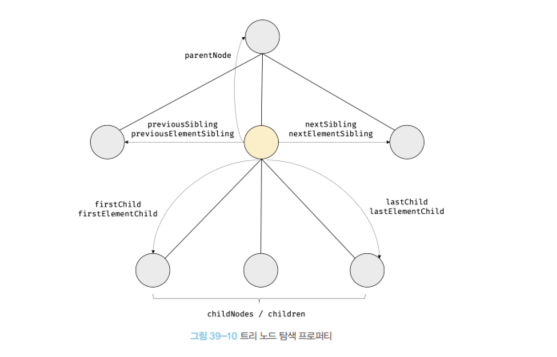 parentNode
previousSibling
previousElementSibling
nextSibling
nextElementSibling
firstChild
firstElementChild
lastChild
lastElementChild
childNodes / children
그림 39-10 트리 노드 탐색 프로퍼티